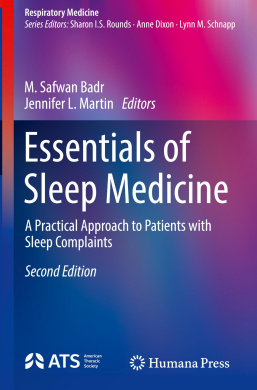 Respiratory Medicine
Series Editors: Sharon I.S. Rounds · Anne Dixon · Lynn M. Schnapp
M. Safwan Badr
Jennifer L. Martin Editors
Essentials of
Sleep Medicine
A Practical Approach to Patients with
Sleep Complaints
Second Edition
ATS
American
Thoracic
Society
Humana Press